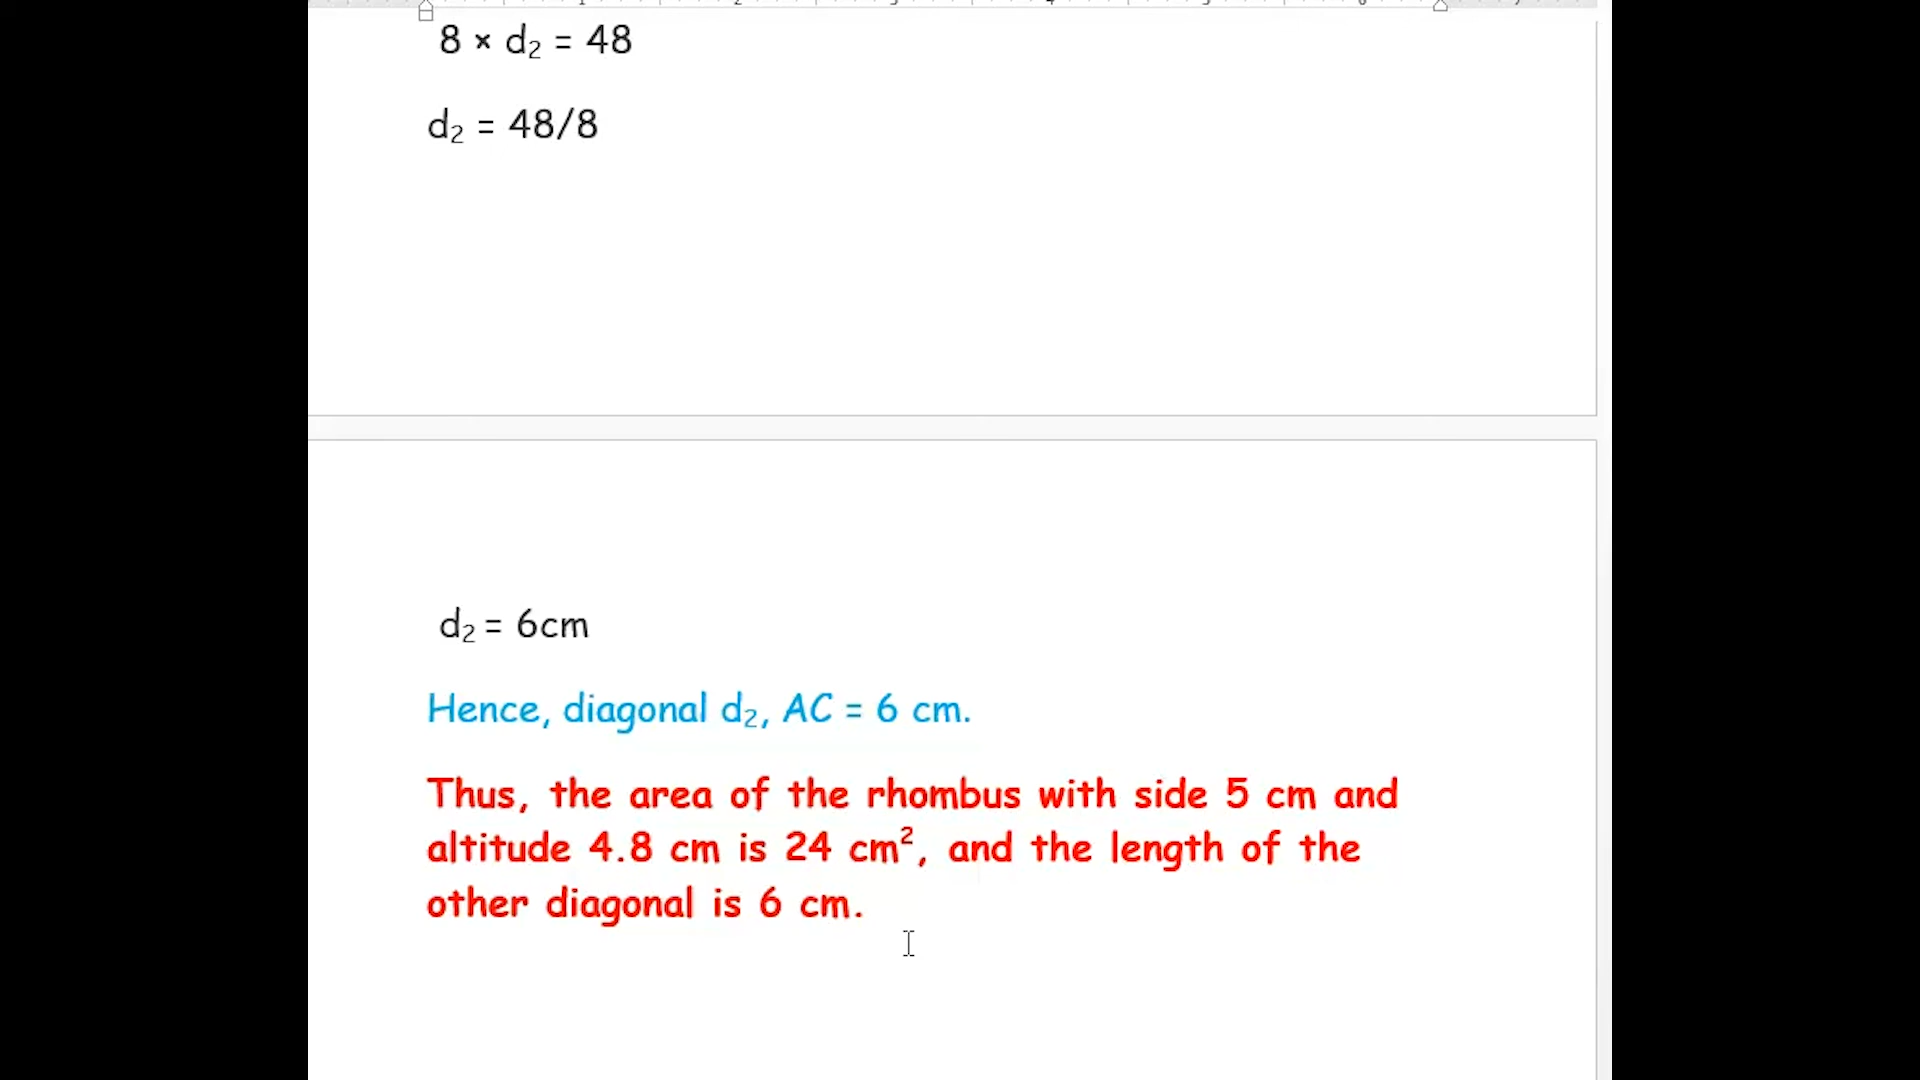 8 × d₂ = 48
d₂ = 48/8
d₂ = 6cm
Hence, diagonal d₂, AC = 6 cm.
Thus, the area of the rhombus with side 5 cm and
altitude 4.8 cm is 24 cm², and the length of the
other diagonal is 6 cm.